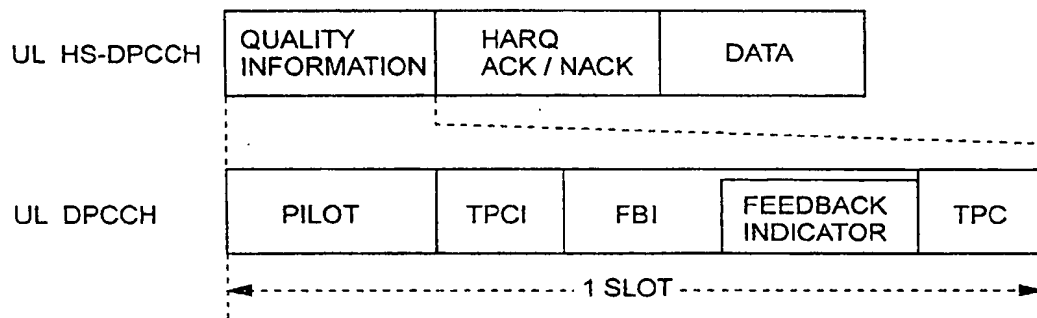 UL HS-DPCCH
QUALITY INFORMATION
HARQ ACK / NACK
DATA
UL DPCCH
PILOT
TPCI
FBI
FEEDBACK INDICATOR
TPC
1 SLOT